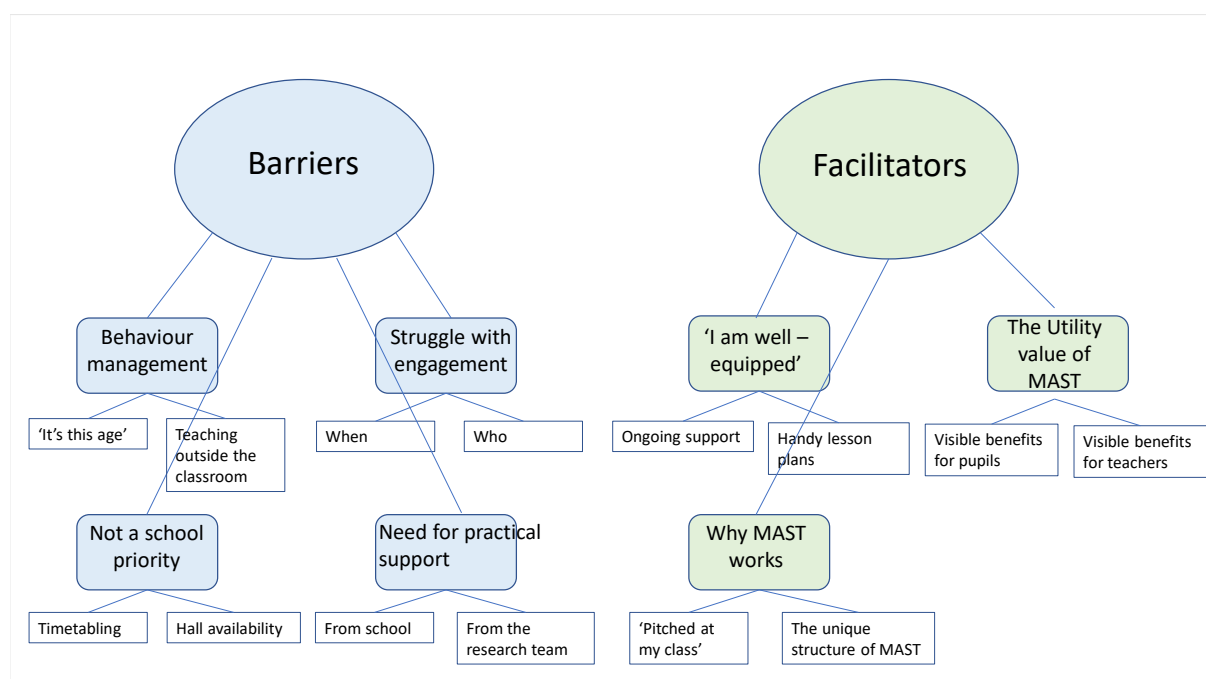 Barriers
Facilitators
Behaviour
management
Struggle with
engagement
‘I am well –
equipped’
The Utility
value of
MAST
‘It’s this age’
Teaching
outside the
classroom
When
Who
Ongoing support
Handy lesson
plans
Visible benefits
for pupils
Visible benefits
for teachers
Not a school
priority
Need for practical
support
Why MAST
works
Timetabling
Hall availability
From school
From the
research team
‘Pitched at
my class’
The unique
structure of MAST